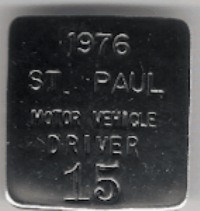 1976
ST. PAUL
MOTOR VEHICLE
DRIVER
15